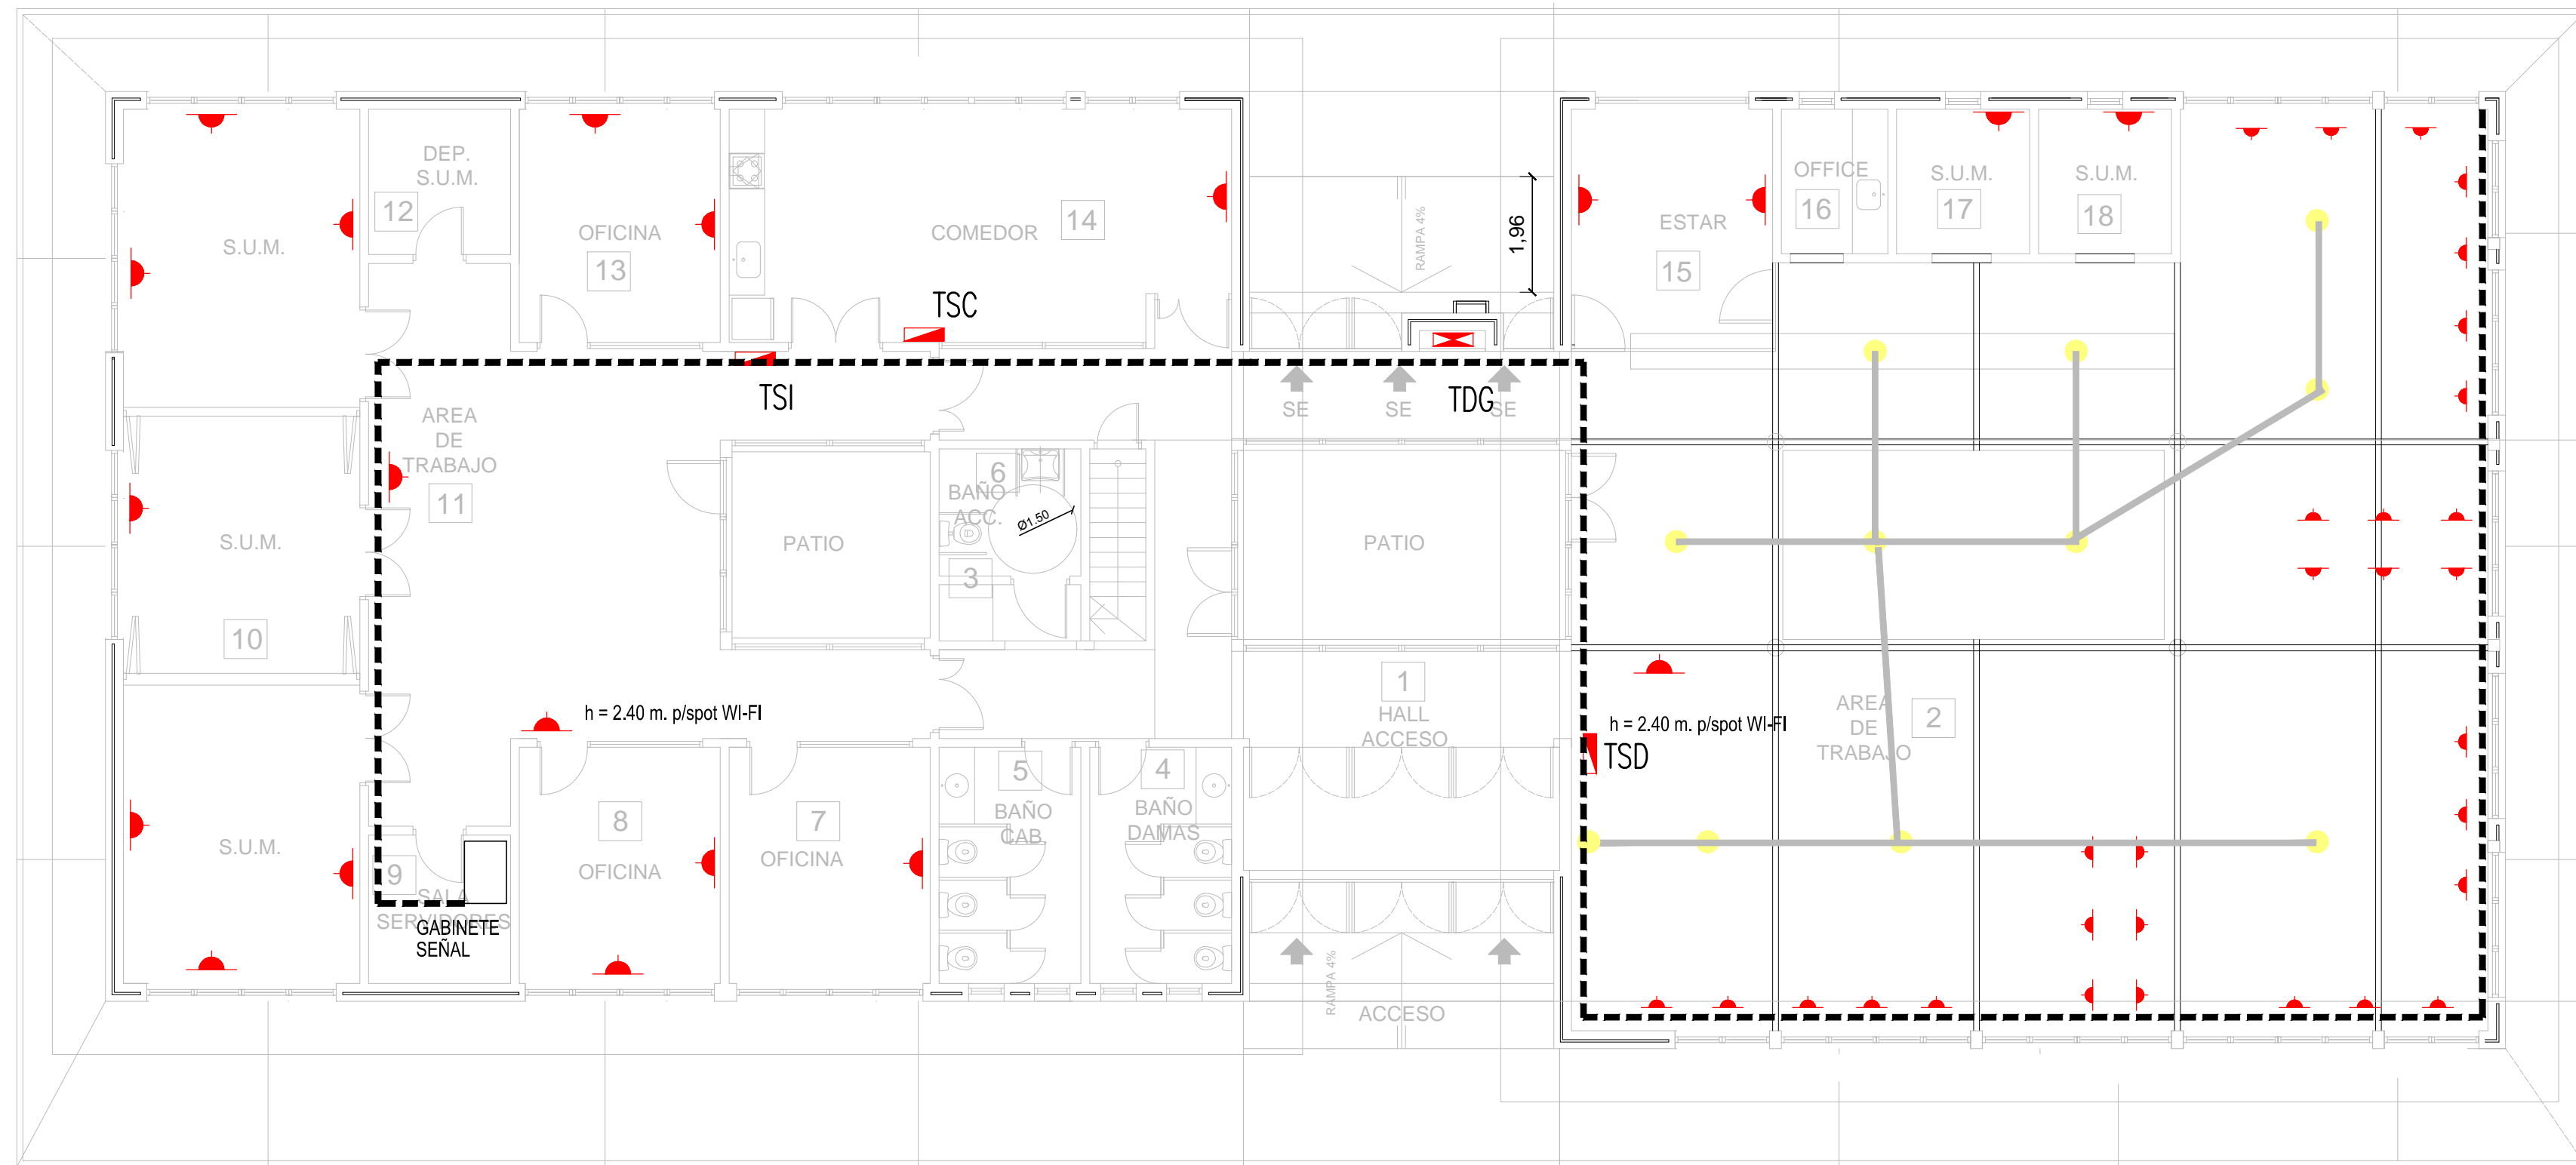 DEP.
S.U.M.
12
S.U.M.
OFICINA
13
COMEDOR
14
TSC
RAMPA 4%
1,96
ESTAR
15
OFFICE
16
S.U.M.
17
S.U.M.
18
AREA
DE
TRABAJO
11
TSI
SE
SE
TDG
SE
S.U.M.
10
PATIO
6
BAÑO
ACC.
Ø1.50
3
PATIO
h = 2.40 m. p/spot WI-FI
1
HALL
ACCESO
h = 2.40 m. p/spot WI-FI
TSD
AREA
DE
TRABAJO
2
S.U.M.
9
SALA
SERVIDORES
GABINETE
SEÑAL
8
OFICINA
7
OFICINA
5
BAÑO
CAB.
4
BAÑO
DAMAS
RAMPA 4%
ACCESO